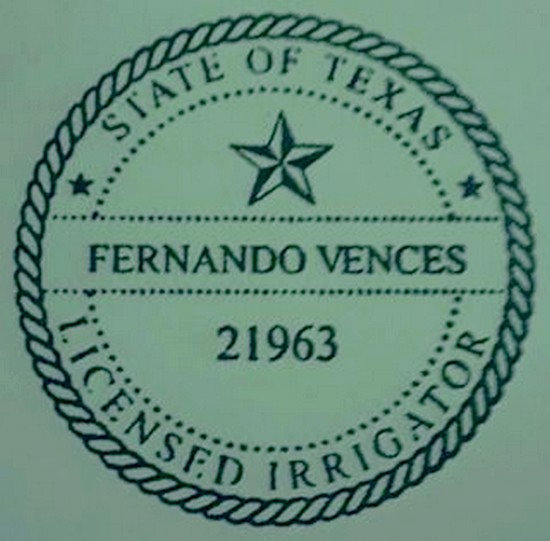 STATE OF TEXAS
FERNANDO VENCES
21963
LICENSED IRRIGATOR